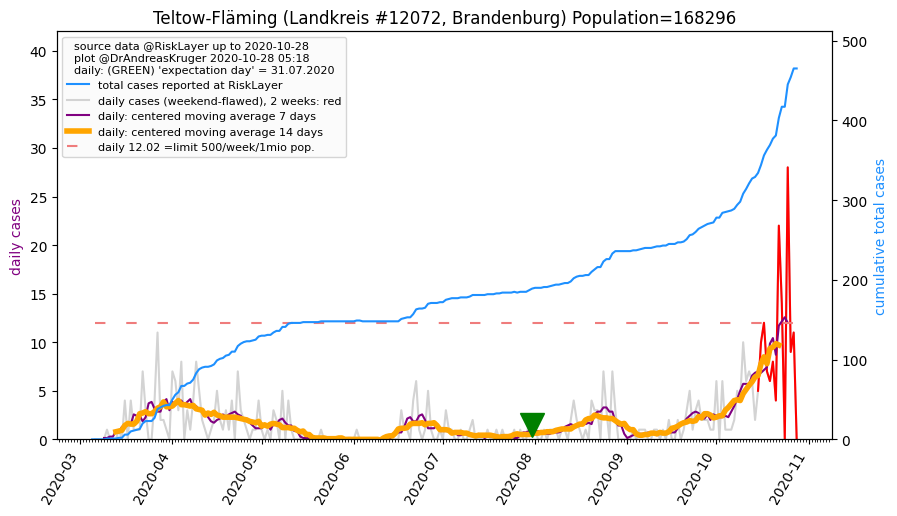 Teltow-Fläming (Landkreis #12072, Brandenburg) Population=168296
source data @RiskLayer up to 2020-10-28
plot @DrAndreasKruger 2020-10-28 05:18
daily: (GREEN) 'expectation day' = 31.07.2020
total cases reported at RiskLayer
daily cases (weekend-flawed), 2 weeks: red
daily: centered moving average 7 days
daily: centered moving average 14 days
daily 12.02 =limit 500/week/1mio pop.
daily cases
40
35
30
25
20
15
10
5
0
500
400
300
200
100
0
cumulative total cases
2020-03
2020-04
2020-05
2020-06
2020-07
2020-08
2020-09
2020-10
2020-11